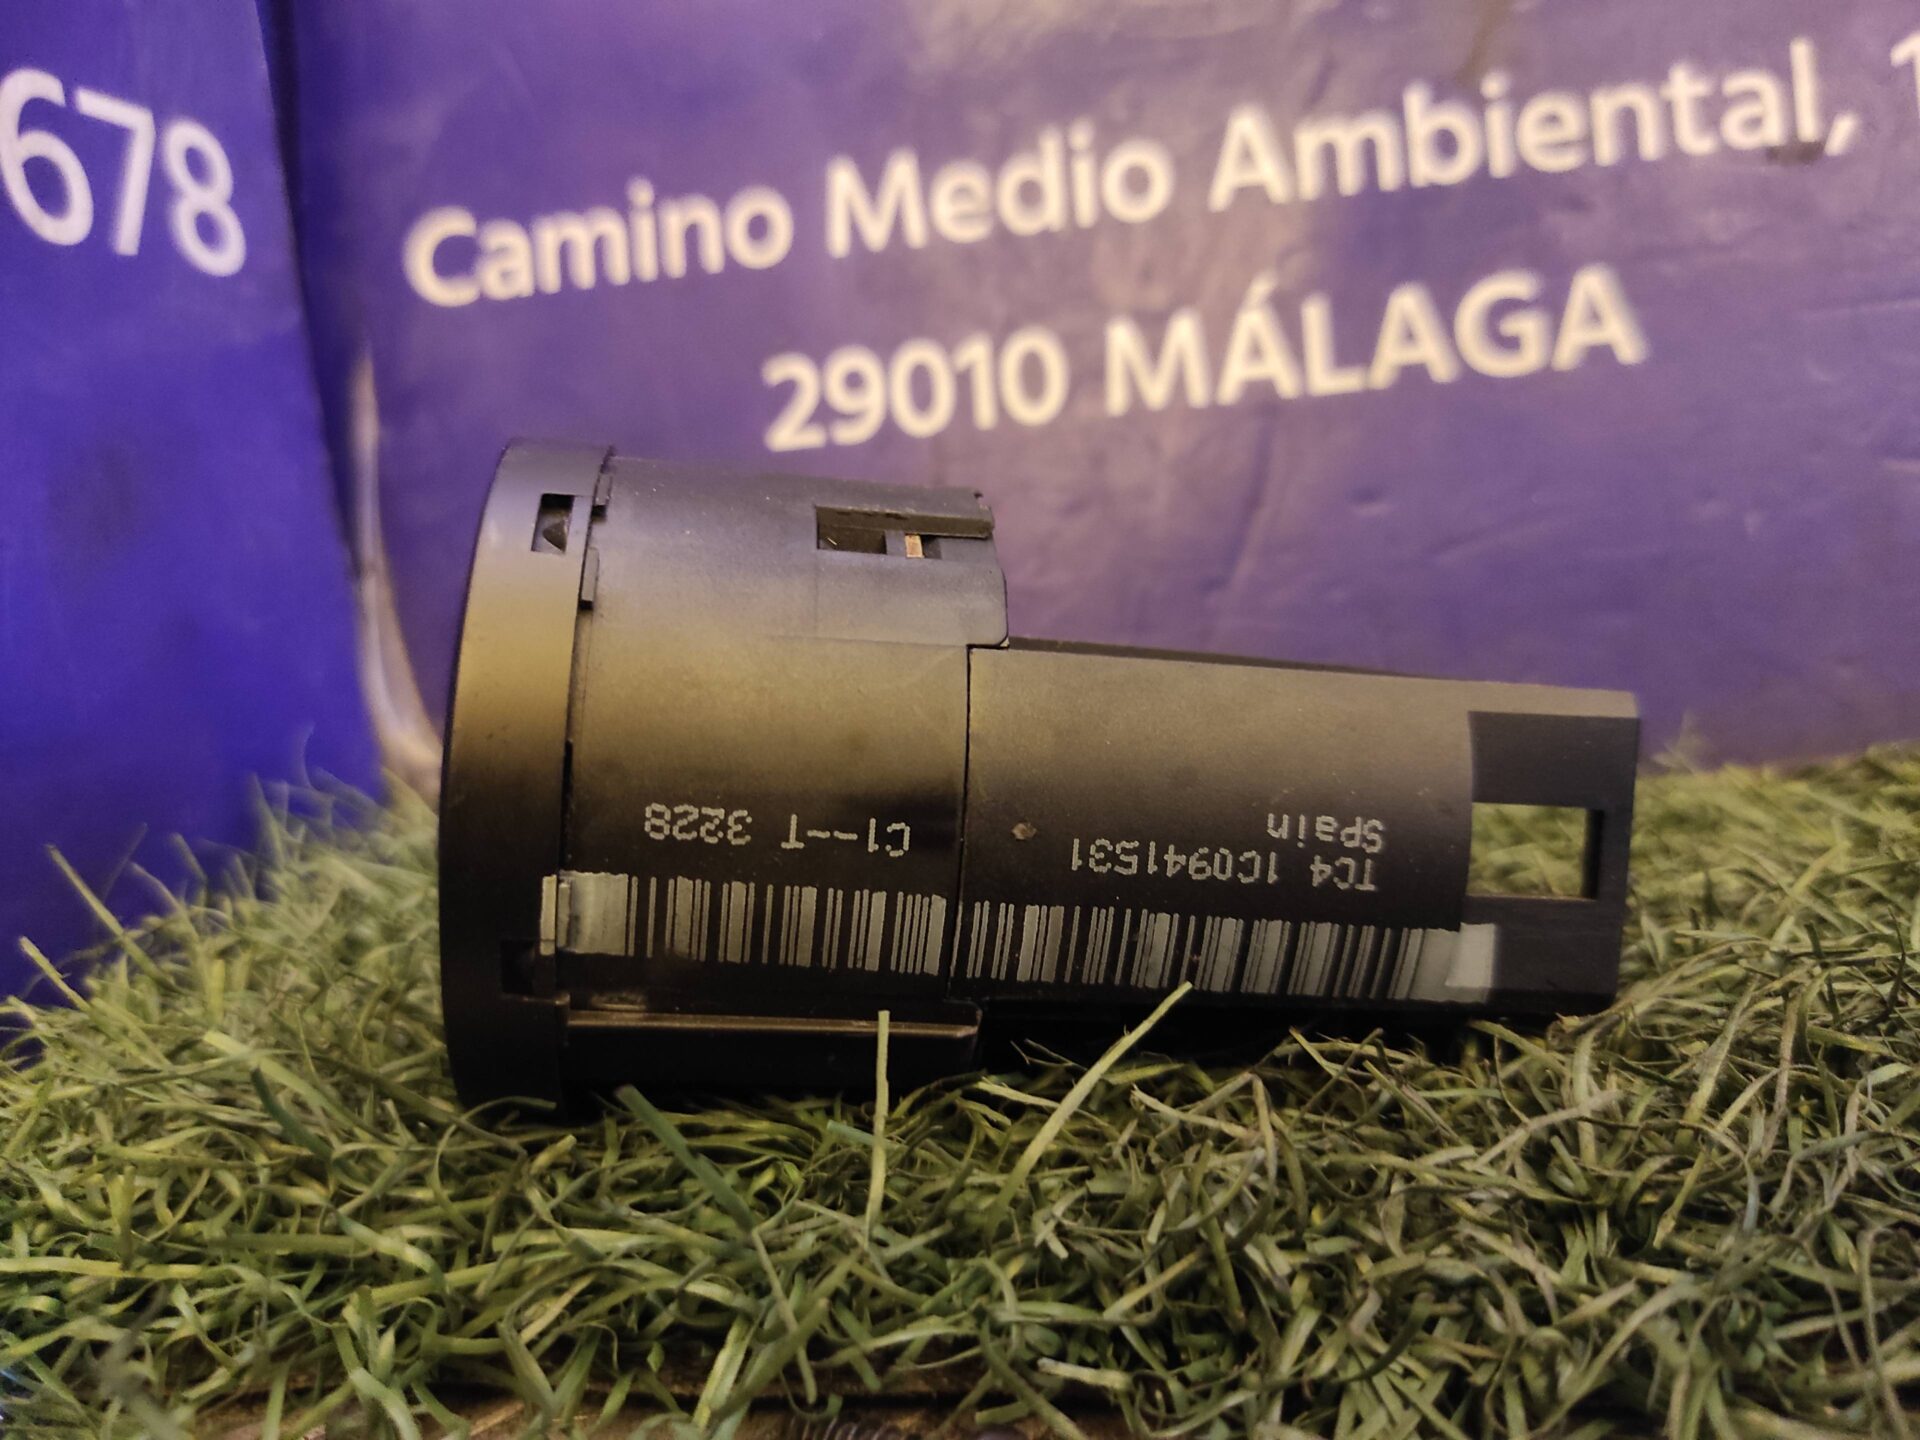 678
Camino Medio Ambiental, 1
29010 MÁLAGA
TC4 1C0941531
Spain
C1--T 3228